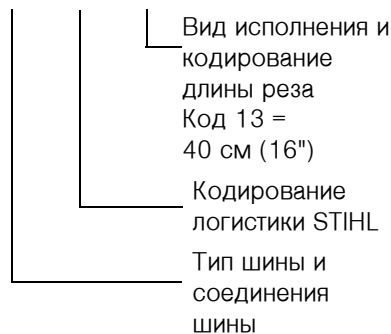 Вид исполнения и
кодирование
длины реза
Код 13 =
40 см (16")
Кодирование
логистики STIHL
Тип шины и
соединения
шины